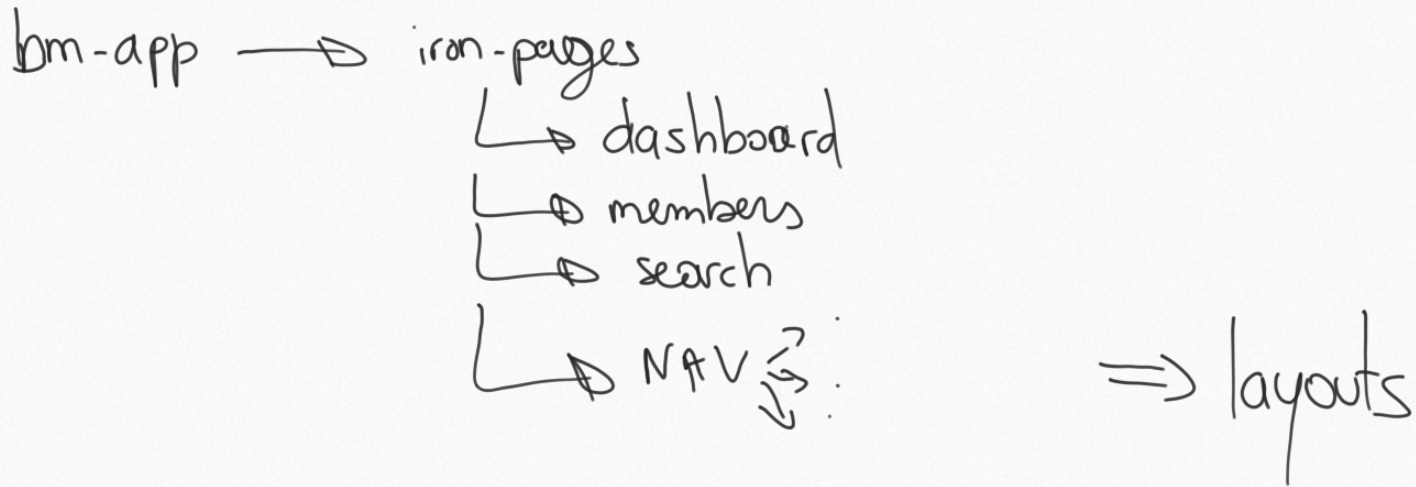 bm-app → iron-pages
↳ dashboard
↳ members
↳ search
↳ NAV
⇒ layouts